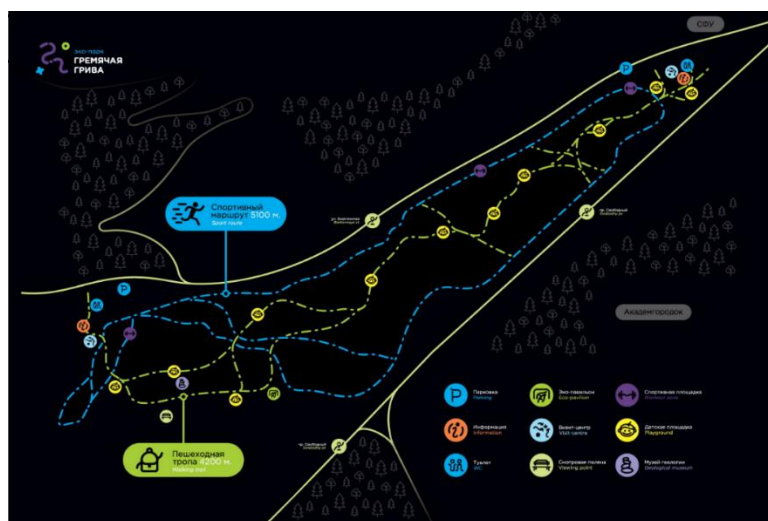 СФУ
эко-парк
ГРЕМЯЧАЯ
ГРИВА
Спортивный
маршрут 5100 м.
Sport route
Академгородок
Пешеходная
тропа 4200 м.
Walking trail
Парковка
Parking
Эко-павильон
Eco-pavilion
Спортивная площадка
Workout zone
Информация
Information
Визит-центр
Visit-centre
Детская площадка
Playground
Туалет
WC
Смотровая поляна
Viewing point
Музей геологии
Geological museum